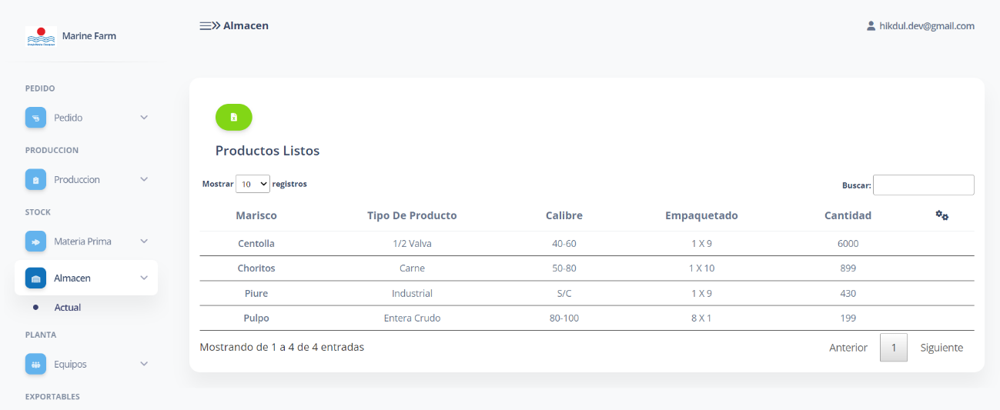 Marine Farm
Almacen
hikdul.dev@gmail.com
PEDIDO
Pedido
PRODUCCION
Produccion
STOCK
Materia Prima
Almacen
Actual
PLANTA
Equipos
EXPORTABLES
Productos Listos
Mostrar 10 registros
Buscar:
Marisco Tipo De Producto Calibre Empaquetado Cantidad
Centolla 1/2 Valva 40-60 1 X 9 6000
Choritos Carne 50-80 1 X 10 899
Piure Industrial S/C 1 X 9 430
Pulpo Entera Crudo 80-100 8 X 1 199
Mostrando de 1 a 4 de 4 entradas
Anterior 1 Siguiente